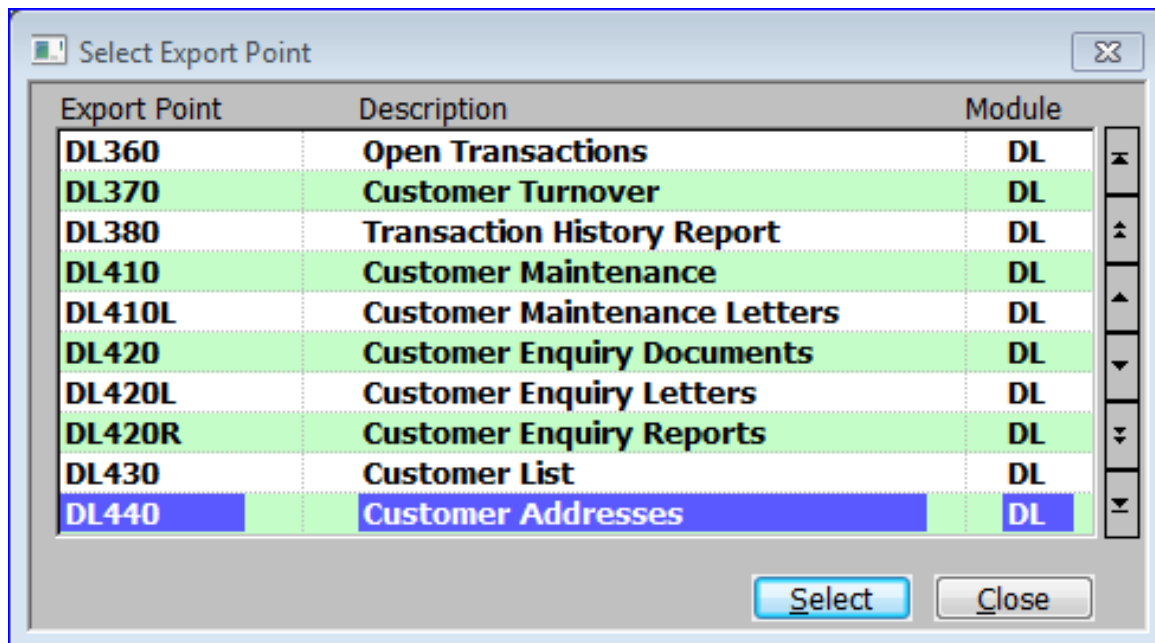 Select Export Point
Export Point Description Module
DL360 Open Transactions DL
DL370 Customer Turnover DL
DL380 Transaction History Report DL
DL410 Customer Maintenance DL
DL410L Customer Maintenance Letters DL
DL420 Customer Enquiry Documents DL
DL420L Customer Enquiry Letters DL
DL420R Customer Enquiry Reports DL
DL430 Customer List DL
DL440 Customer Addresses DL
Select Close